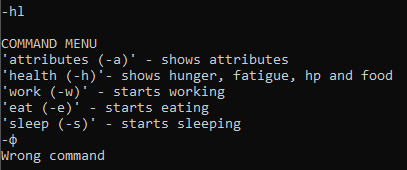 -hl
COMMAND MENU
'attributes (-a)' - shows attributes
'health (-h)'- shows hunger, fatigue, hp and food
'work (-w)' - starts working
'eat (-e)' - starts eating
'sleep (-s)' - starts sleeping
-ф
Wrong command